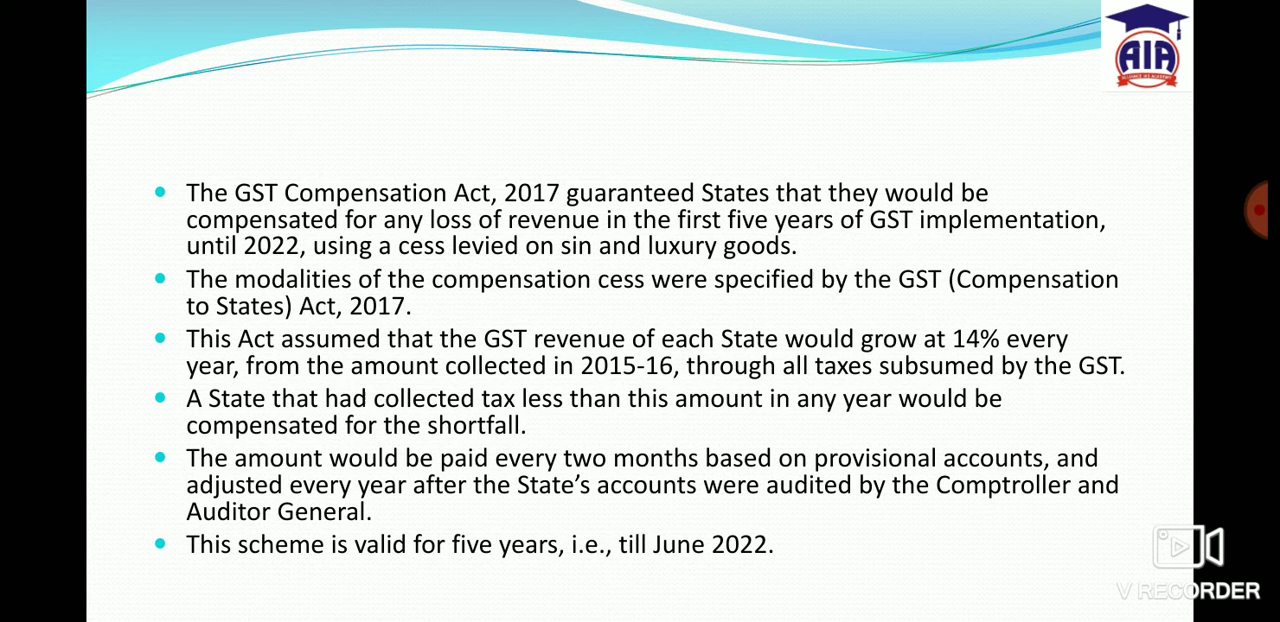 AIA
The GST Compensation Act, 2017 guaranteed States that they would be
compensated for any loss of revenue in the first five years of GST implementation,
until 2022, using a cess levied on sin and luxury goods.
The modalities of the compensation cess were specified by the GST (Compensation
to States) Act, 2017.
This Act assumed that the GST revenue of each State would grow at 14% every
year, from the amount collected in 2015-16, through all taxes subsumed by the GST.
A State that had collected tax less than this amount in any year would be
compensated for the shortfall.
The amount would be paid every two months based on provisional accounts, and
adjusted every year after the State’s accounts were audited by the Comptroller and
Auditor General.
This scheme is valid for five years, i.e., till June 2022.
V RECORDER